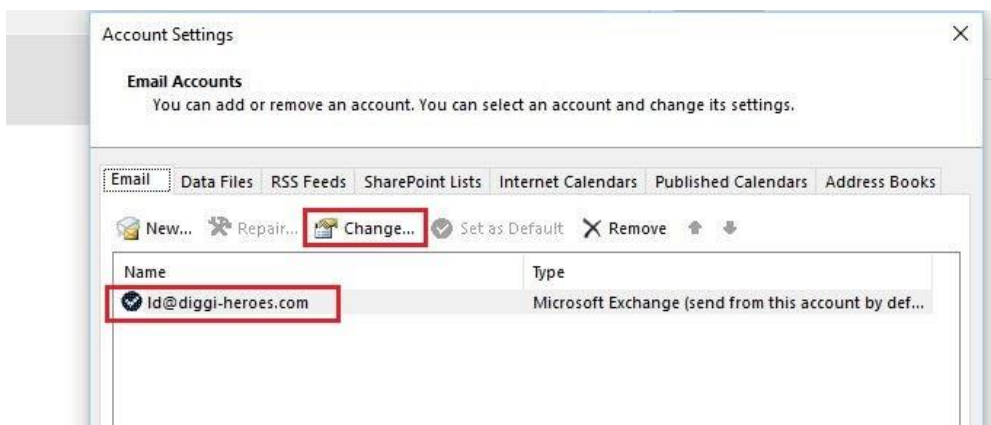 Account Settings
Email Accounts
You can add or remove an account. You can select an account and change its settings.
Email Data Files RSS Feeds SharePoint Lists Internet Calendars Published Calendars Address Books
New... Repair... Change... Set as Default Remove
Name Type
ld@diggi-heroes.com Microsoft Exchange (send from this account by def...